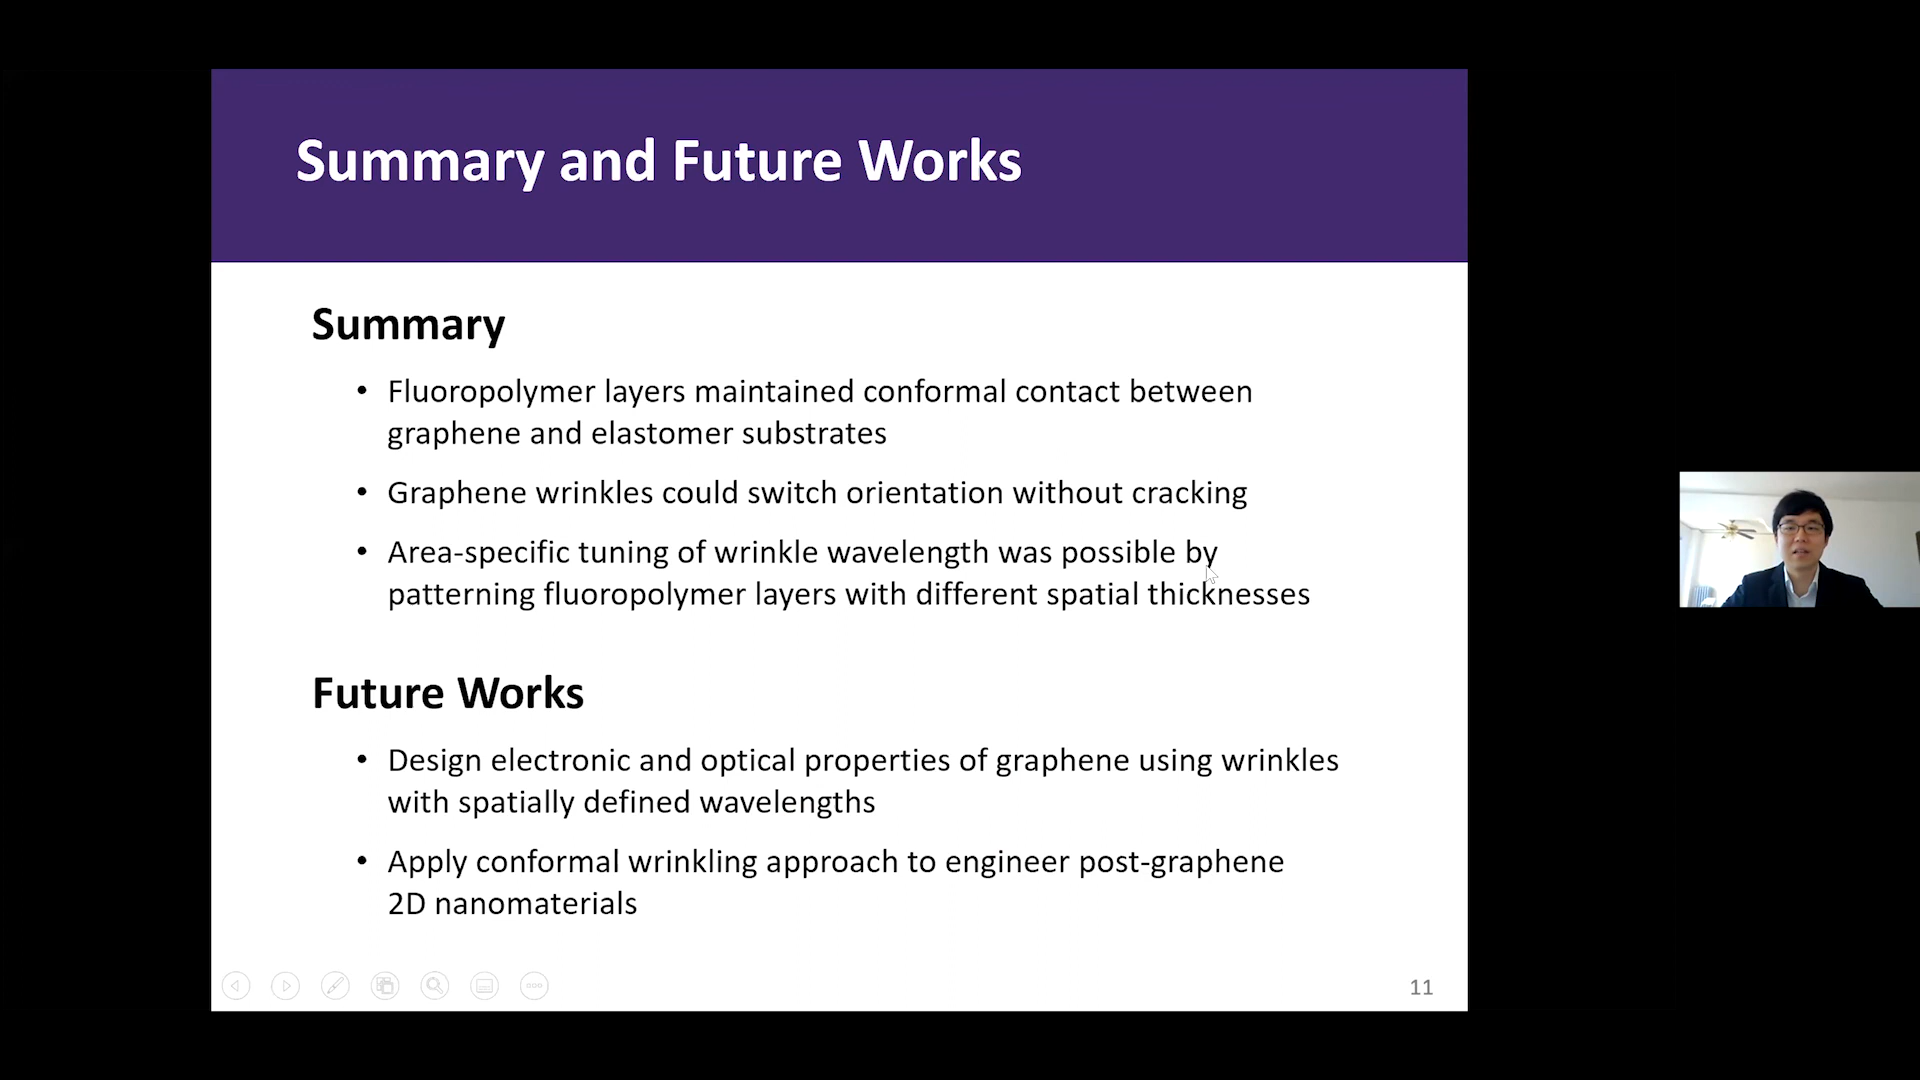 Summary and Future Works
Summary
• Fluoropolymer layers maintained conformal contact between
graphene and elastomer substrates
• Graphene wrinkles could switch orientation without cracking
• Area-specific tuning of wrinkle wavelength was possible by
patterning fluoropolymer layers with different spatial thicknesses
Future Works
• Design electronic and optical properties of graphene using wrinkles
with spatially defined wavelengths
• Apply conformal wrinkling approach to engineer post-graphene
2D nanomaterials
11